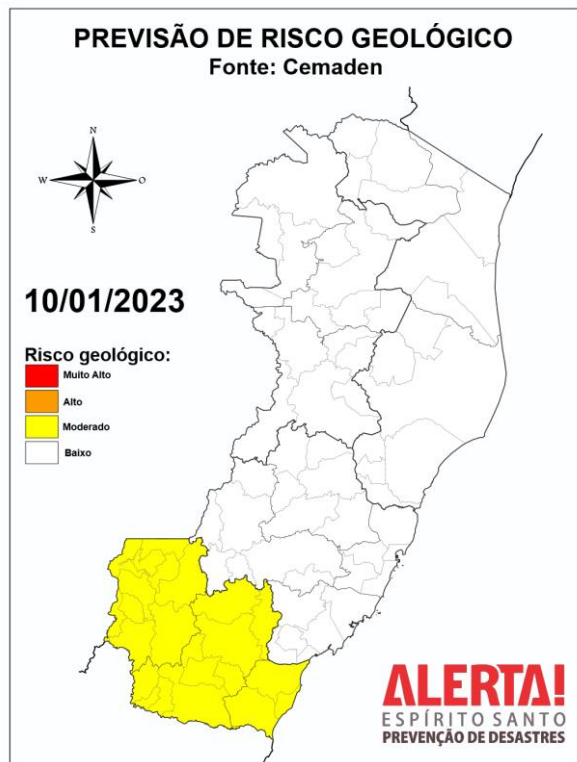 PREVISÃO DE RISCO GEOLÓGICO
Fonte: Cemaden
N
W O
S
10/01/2023
Risco geológico:
Muito Alto
Alto
Moderado
Baixo
ALERTA!
ESPÍRITO SANTO
PREVENÇÃO DE DESASTRES